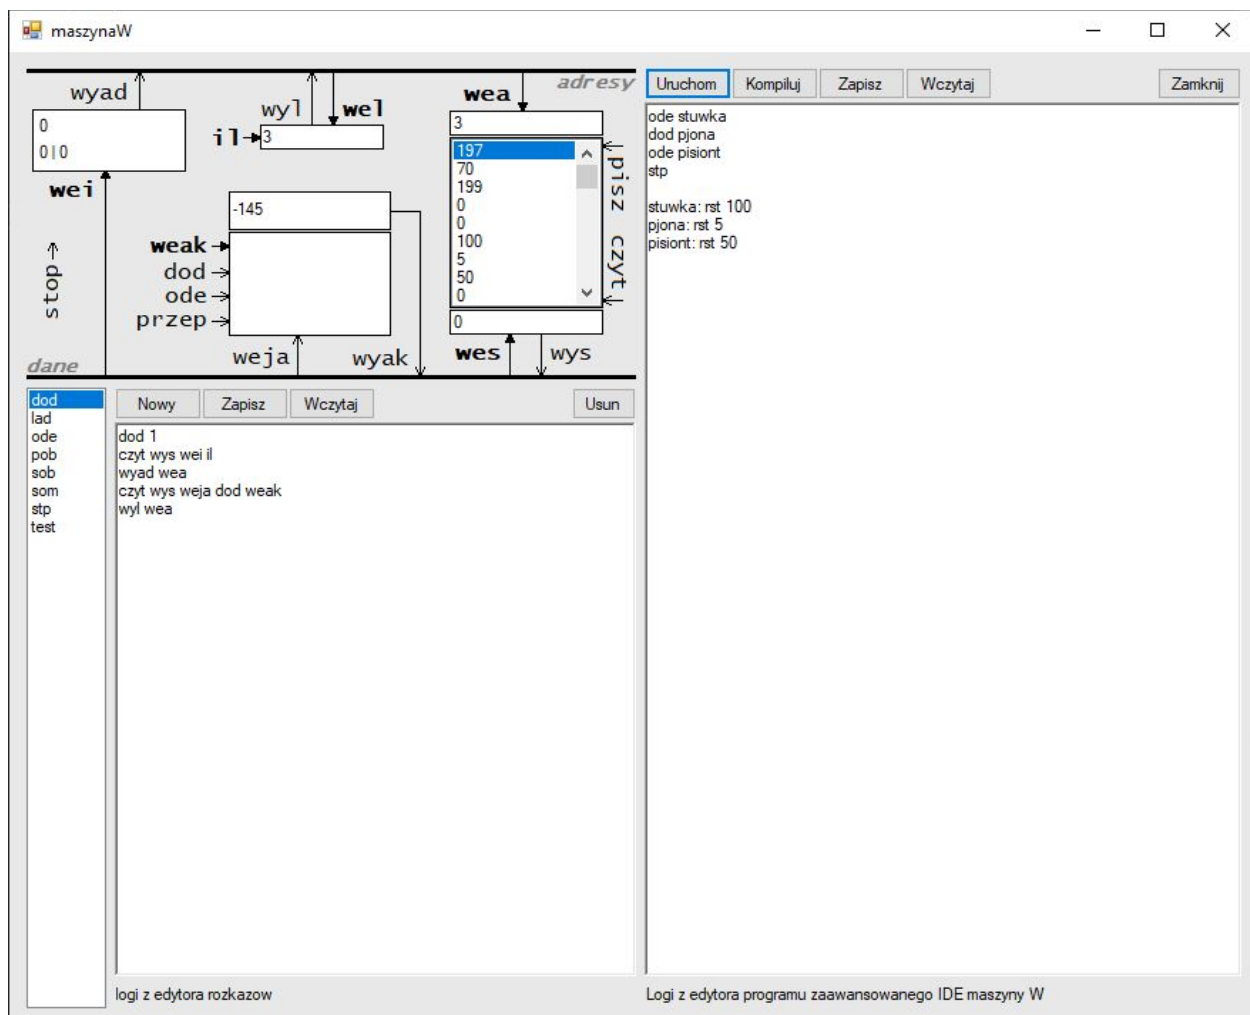 maszynaW
adresy
wyad
wyl
wel
wea
0
0|0
il
3
3
wei
197
70
199
0
0
100
5
50
0
pisz
czyt
-145
weak
dod
ode
przep
stop
0
weja
wyak
wes
wys
dane
Uruchom Kompiluj Zapisz Wczytaj Zamknij
ode stuwka
dod pjona
ode pisiont
stp
stuwka: rst 100
pjona: rst 5
pisiont: rst 50
dod
lad
ode
pob
sob
som
stp
test
Nowy Zapisz Wczytaj Usun
dod 1
czyt wys wei il
wyad wea
czyt wys weja dod weak
wyl wea
logi z edytora rozkazow
Logi z edytora programu zaawansowanego IDE maszyny W